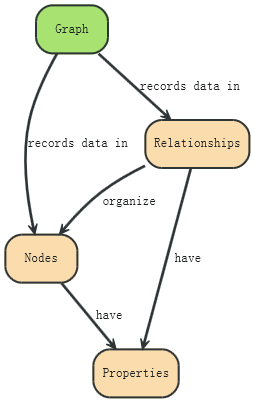 Graph
records data in
Relationships
records data in
organize
Nodes
have
have
Properties